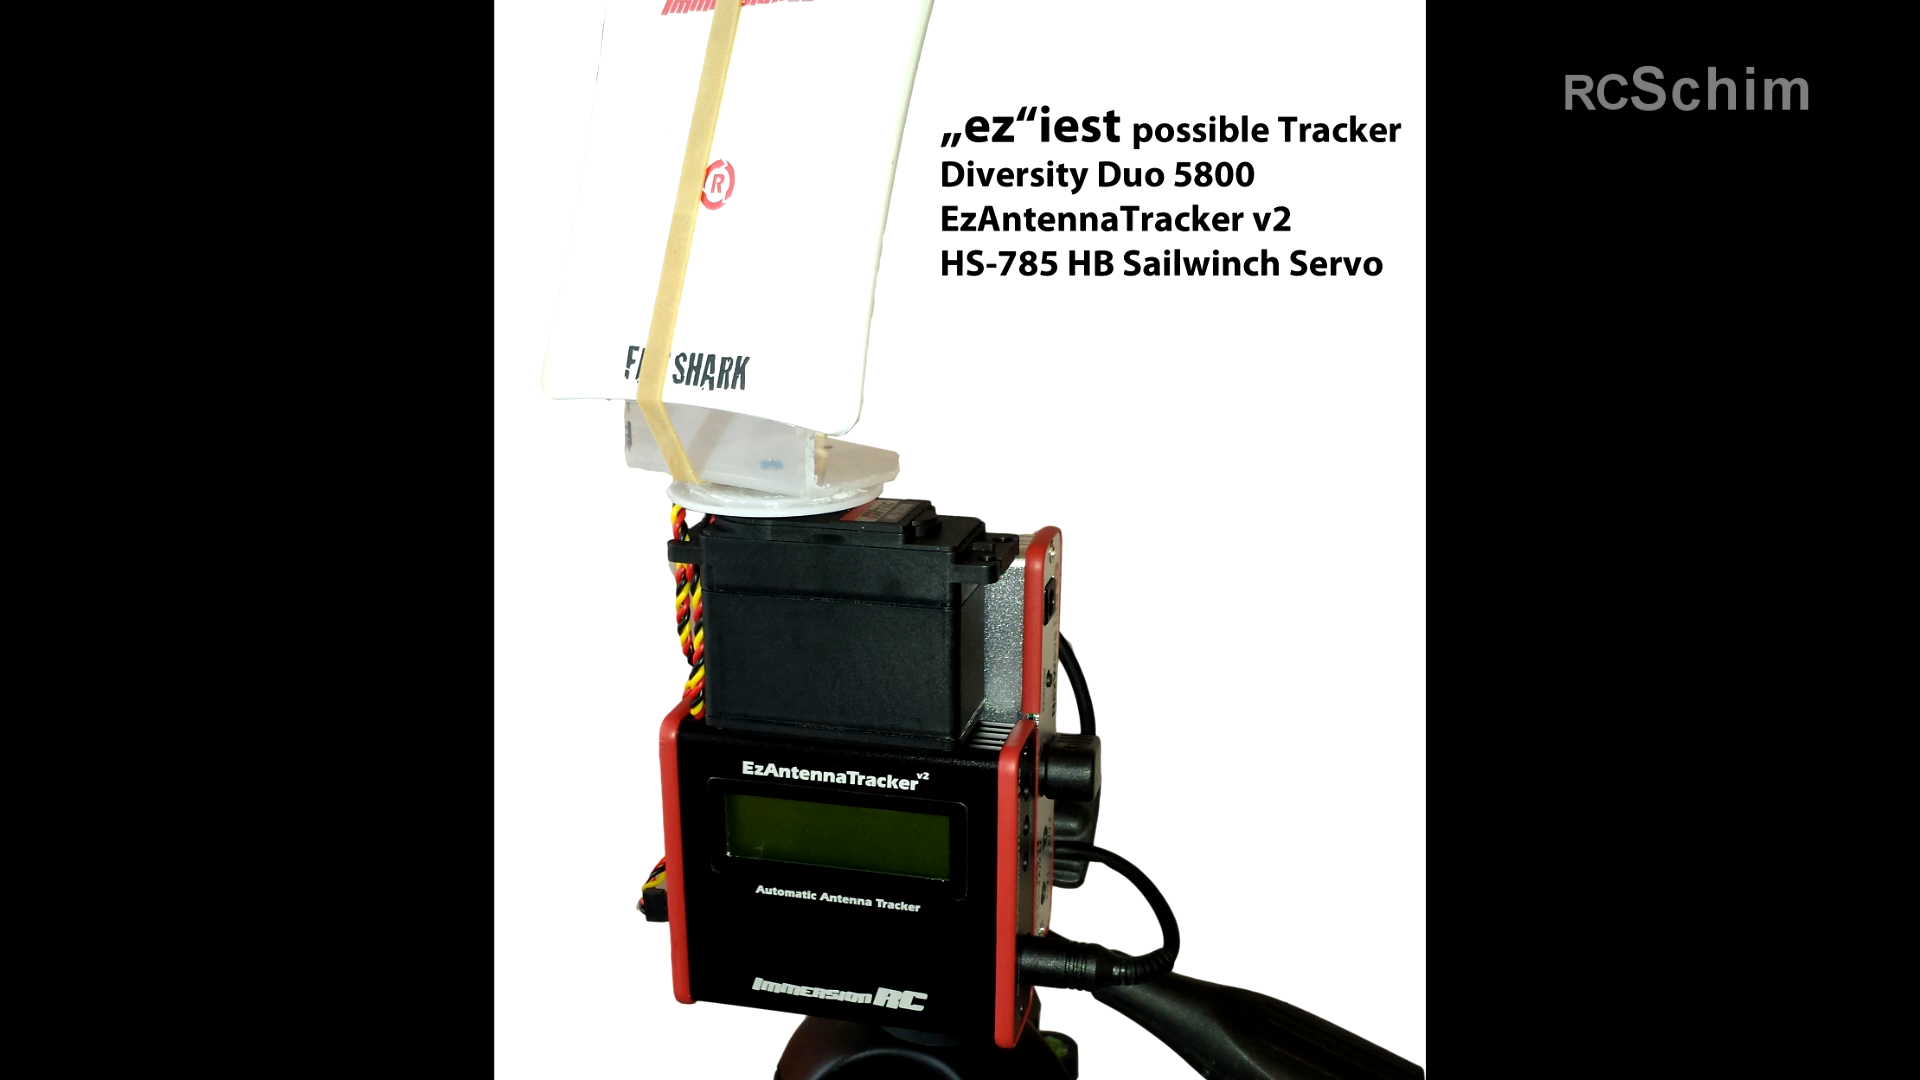 RCSchim
„ez“iest possible Tracker
Diversity Duo 5800
EzAntennaTracker v2
HS-785 HB Sailwinch Servo
R
SHARK
EzAntennaTracker v2
Automatic Antenna Tracker
ImmersionRC